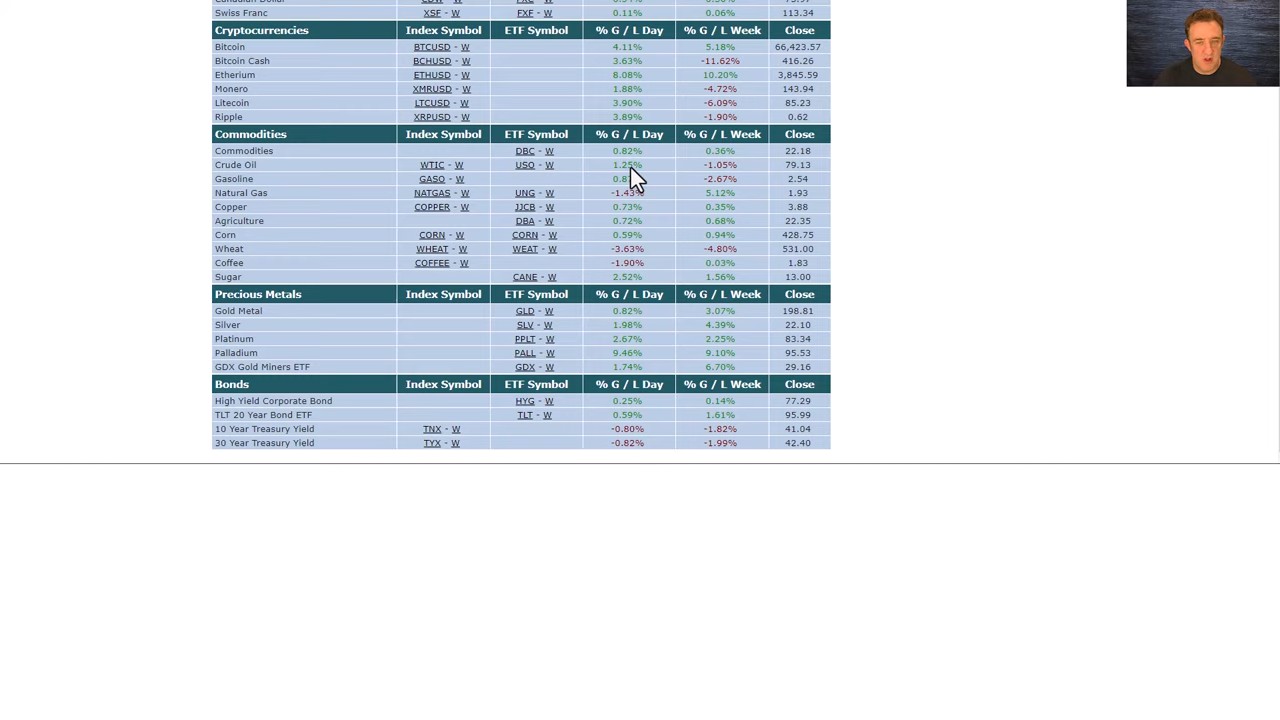 Swiss Franc XSF - W FXF - W 0.11% 0.06% 113.34
Cryptocurrencies Index Symbol ETF Symbol % G / L Day % G / L Week Close
Bitcoin BTCUSD - W 4.11% 5.18% 66,423.57
Bitcoin Cash BCHUSD - W 3.63% -11.62% 416.26
Etherium ETHUSD - W 8.08% 10.20% 3,845.59
Monero XMRUSD - W 1.88% -4.72% 143.94
Litecoin LTCUSD - W 3.90% -6.09% 85.23
Ripple XRPUSD - W 3.89% -1.90% 0.62
Commodities Index Symbol ETF Symbol % G / L Day % G / L Week Close
Commodities DBC - W 0.82% 0.36% 22.18
Crude Oil WTIC - W USO - W 1.25% -1.05% 79.13
Gasoline GASO - W -2.67% 2.54
Natural Gas NATGAS - W UNG - W -1.43% 5.12% 1.93
Copper COPPER - W JJCB - W 0.73% 0.35% 3.88
Agriculture DBA - W 0.72% 0.68% 22.35
Corn CORN - W CORN - W 0.59% 0.94% 428.75
Wheat WHEAT - W WEAT - W -3.63% -4.80% 531.00
Coffee COFFEE - W -1.90% 0.03% 1.83
Sugar CANE - W 2.52% 1.56% 13.00
Precious Metals Index Symbol ETF Symbol % G / L Day % G / L Week Close
Gold Metal GLD - W 0.82% 3.07% 198.81
Silver SLV - W 1.98% 4.39% 22.10
Platinum PPLT - W 2.67% 2.25% 83.34
Palladium PALL - W 9.46% 9.10% 95.53
GDX Gold Miners ETF GDX - W 1.74% 6.70% 29.16
Bonds Index Symbol ETF Symbol % G / L Day % G / L Week Close
High Yield Corporate Bond HYG - W 0.25% 0.14% 77.29
TLT 20 Year Bond ETF TLT - W 0.59% 1.61% 95.99
10 Year Treasury Yield TNX - W -0.80% -1.82% 41.04
30 Year Treasury Yield TYX - W -0.82% -1.99% 42.40